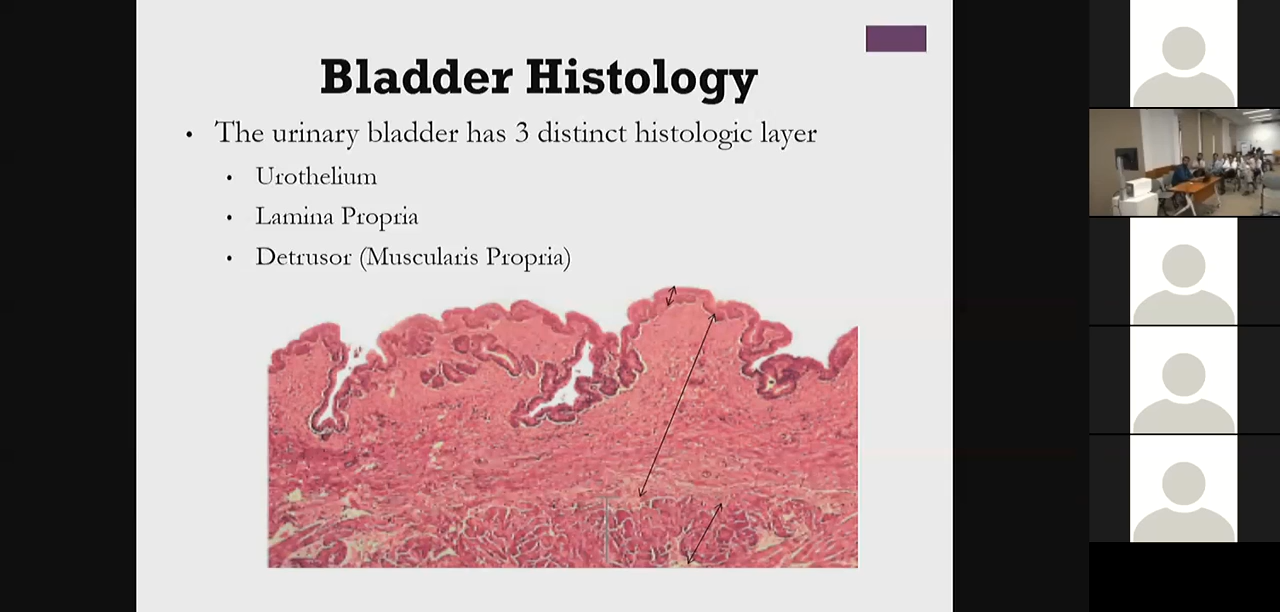 Bladder Histology
• The urinary bladder has 3 distinct histologic layer
• Urothelium
• Lamina Propria
• Detrusor (Muscularis Propria)